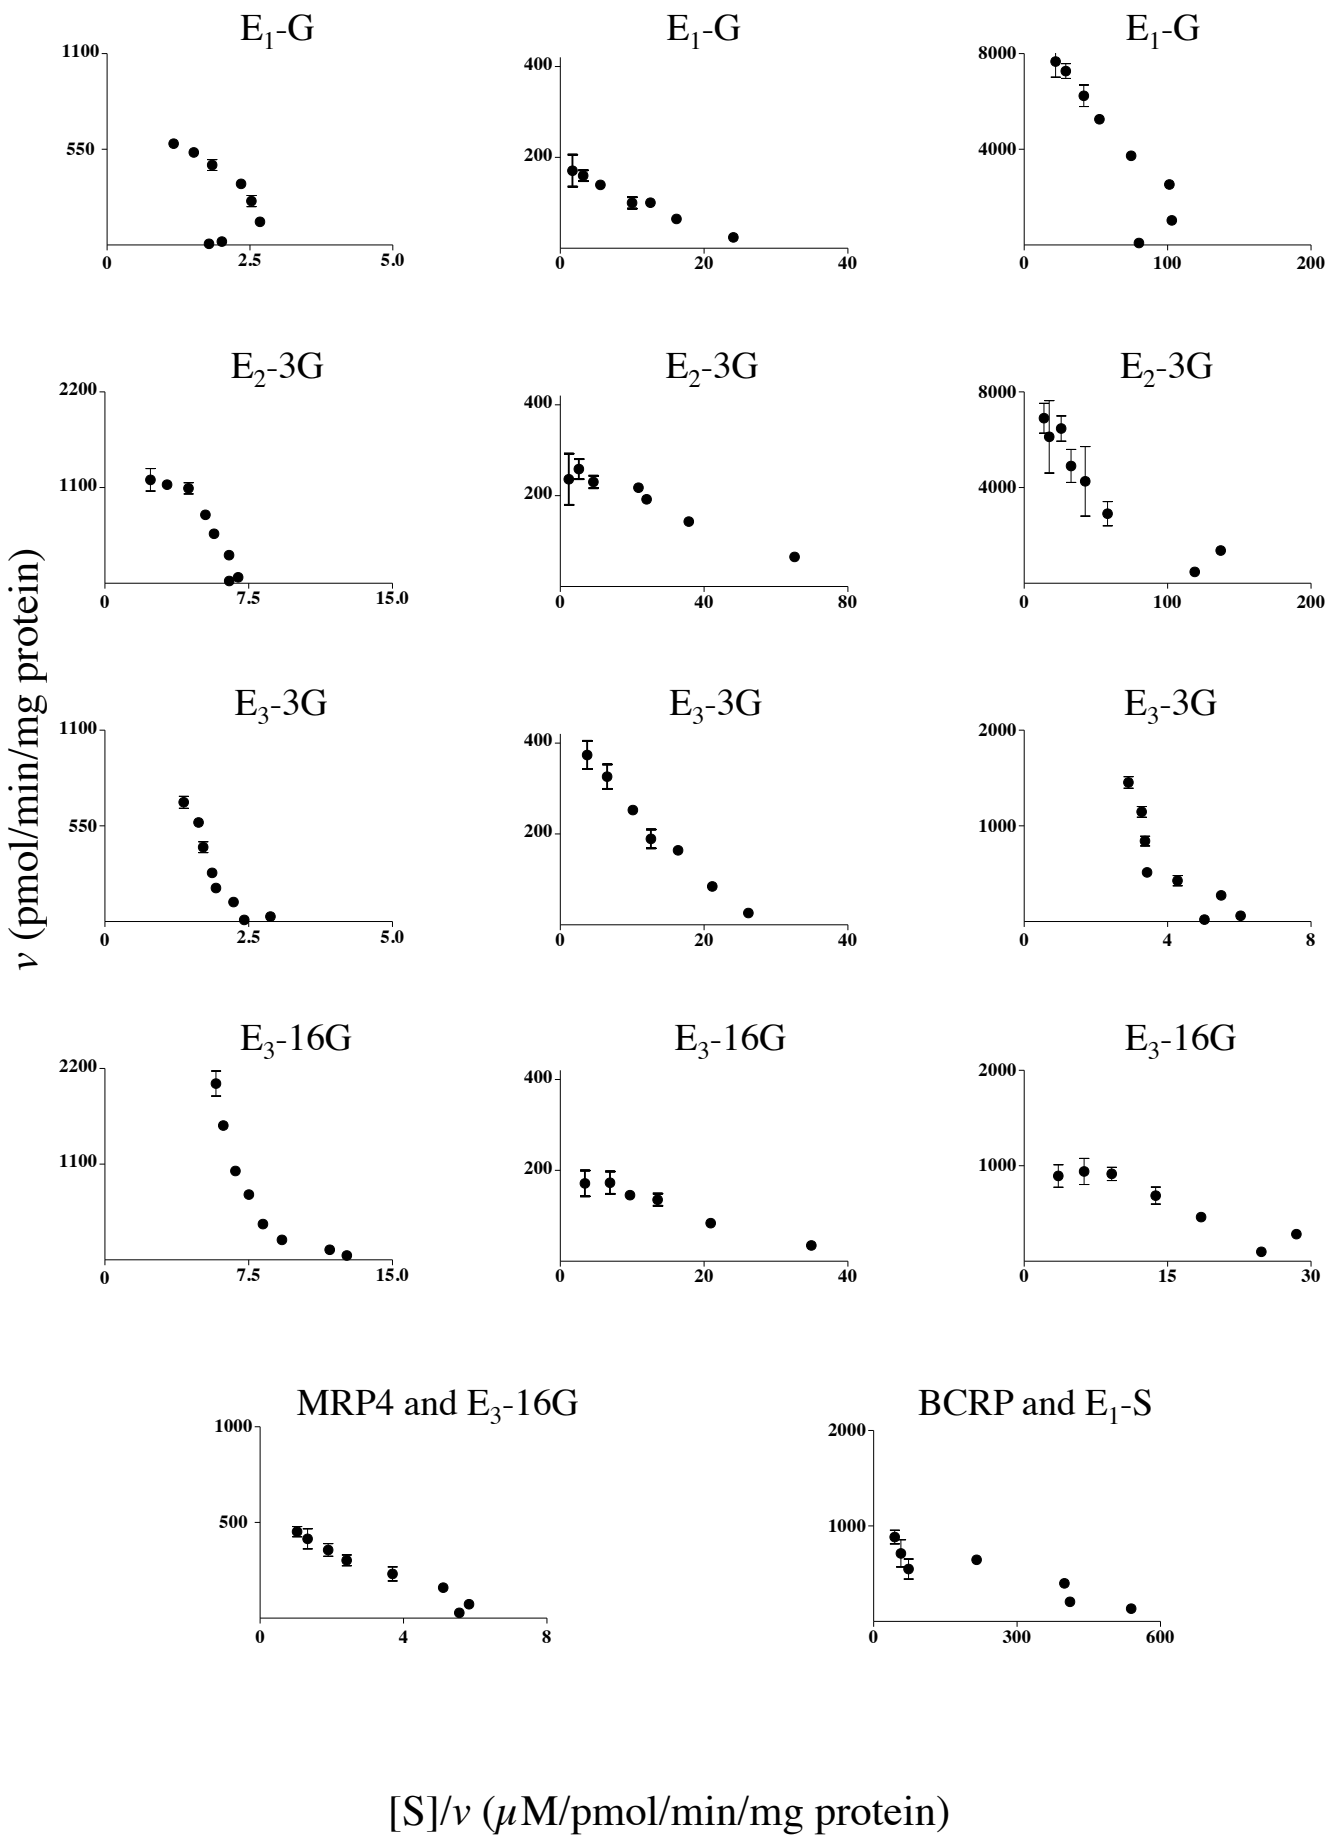 E₁-G E₁-G E₁-G
1100 400 8000
550 200 4000
0 2.5 5.0 0 20 40 0 100 200
E₂-3G E₂-3G E₂-3G
2200 400 8000
1100 200 4000
0 7.5 15.0 0 40 80 0 100 200
v (pmol/min/mg protein)
E₃-3G E₃-3G E₃-3G
1100 400 2000
550 200 1000
0 2.5 5.0 0 20 40 0 4 8
E₃-16G E₃-16G E₃-16G
2200 400 2000
1100 200 1000
0 7.5 15.0 0 20 40 0 15 30
MRP4 and E₃-16G BCRP and E₁-S
1000 2000
500 1000
0 4 8 0 300 600
[S]/v (µM/pmol/min/mg protein)